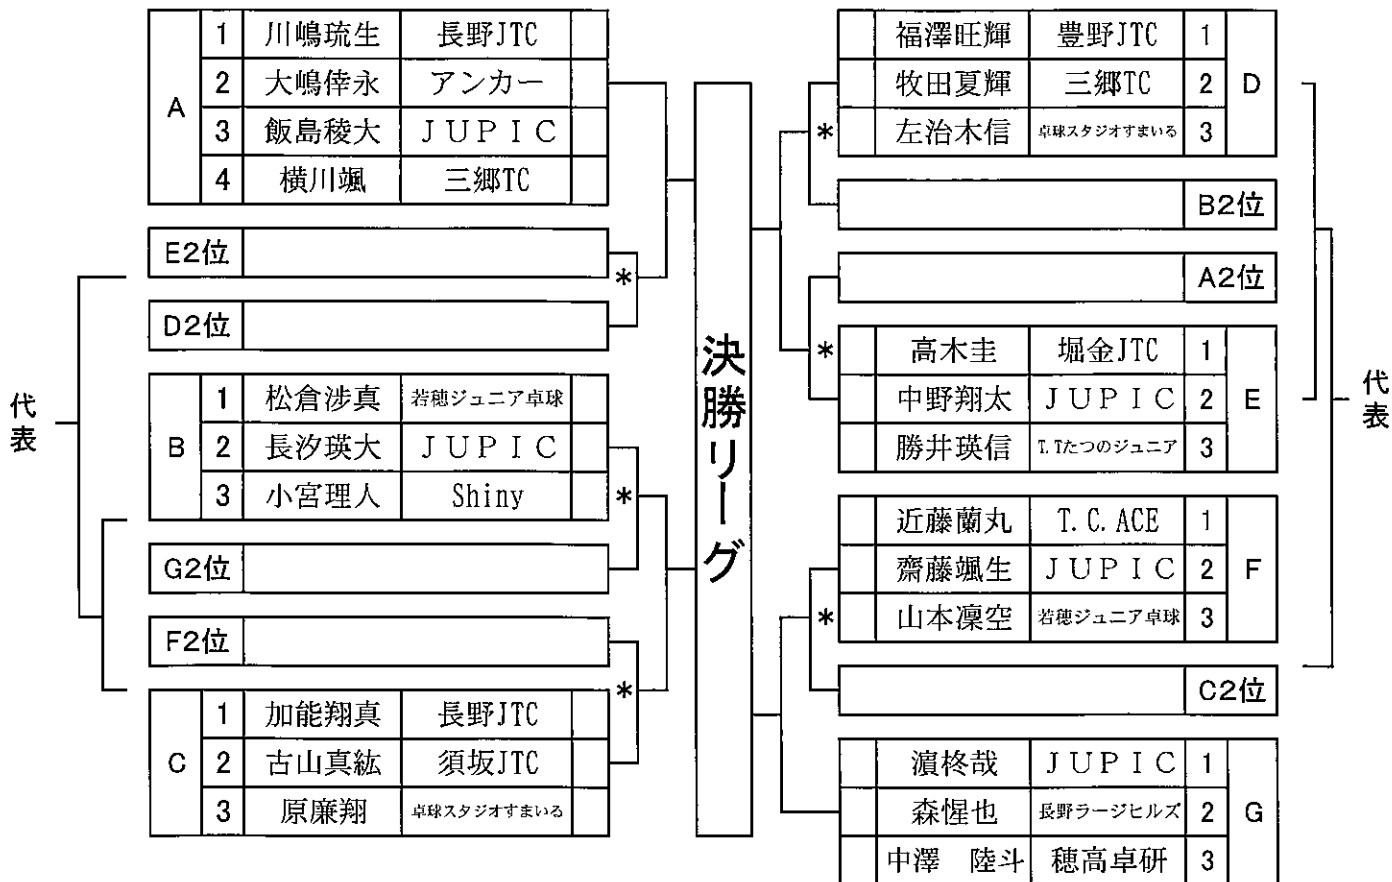 A
1 川嶋琉生 長野JTC
2 大嶋倖永 アンカー
3 飯島稜大 ＪＵＰＩＣ
4 横川颯 三郷TC
E2位
*
D2位
代表
B
1 松倉渉真 若穂ジュニア卓球
2 長汐瑛大 ＪＵＰＩＣ
3 小宮理人 Shiny
*
G2位
F2位
*
C
1 加能翔真 長野JTC
2 古山真紘 須坂JTC
3 原廉翔 卓球スタジオすまいる
決勝リーグ
福澤旺輝 豊野JTC 1
牧田夏輝 三郷TC 2
左治木信 卓球スタジオすまいる 3
D
*
B2位
A2位
*
高木圭 堀金JTC 1
中野翔太 ＪＵＰＩＣ 2
勝井瑛信 T.Tたつのジュニア 3
E
代表
近藤蘭丸 T.C.ACE 1
齋藤颯生 ＪＵＰＩＣ 2
山本凜空 若穂ジュニア卓球 3
F
*
C2位
濵柊哉 ＪＵＰＩＣ 1
森惺也 長野ラージヒルズ 2
中澤　陸斗 穂高卓研 3
G